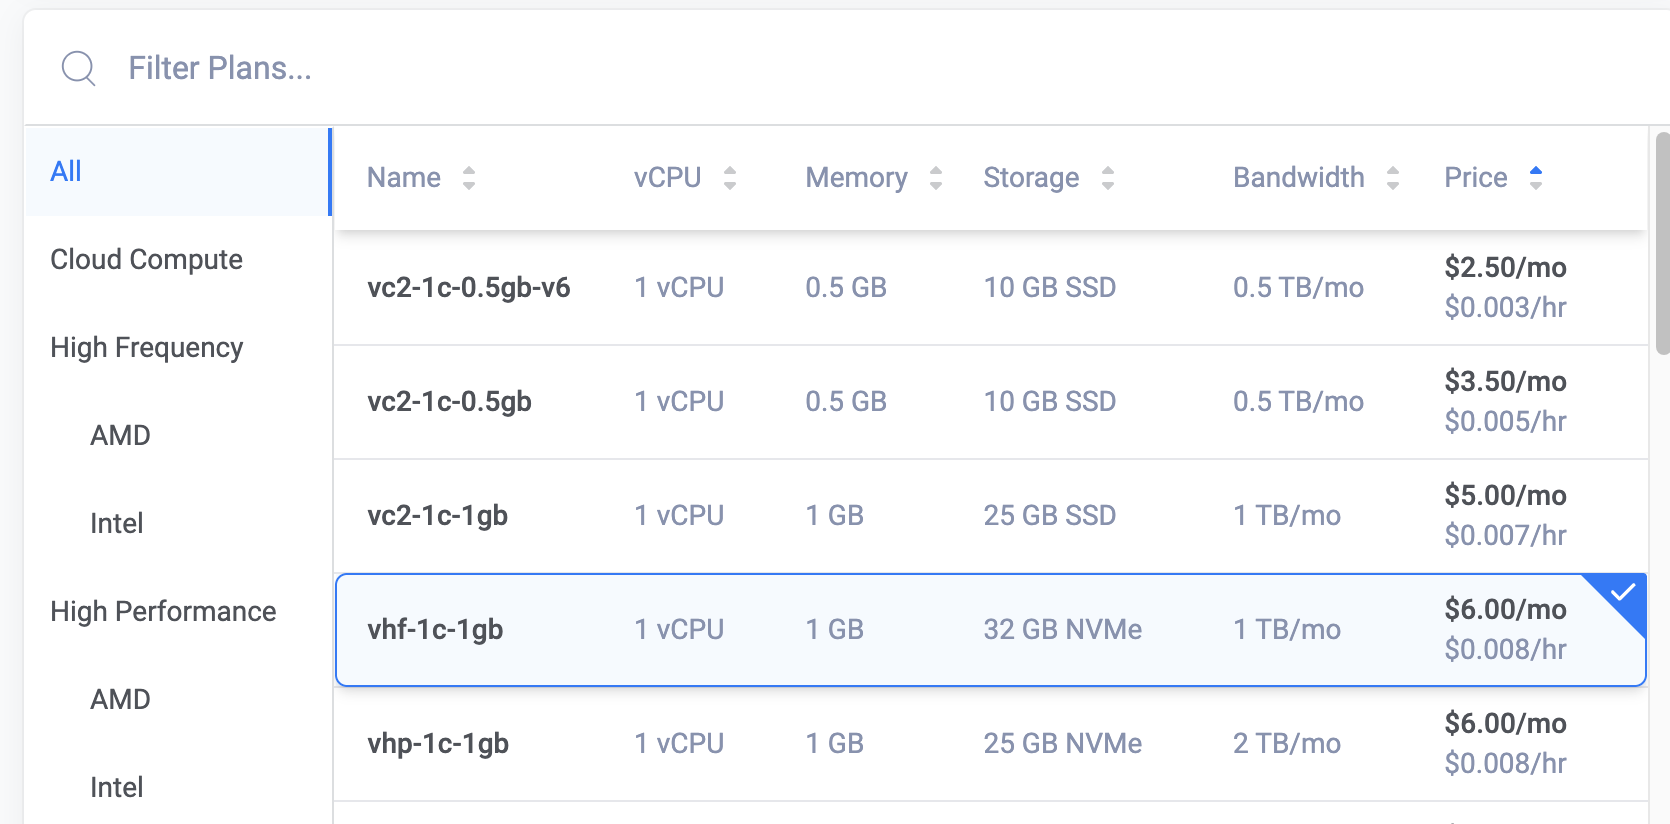 Filter Plans...
All
Cloud Compute
High Frequency
AMD
Intel
High Performance
AMD
Intel
Name vCPU Memory Storage Bandwidth Price
vc2-1c-0.5gb-v6 1 vCPU 0.5 GB 10 GB SSD 0.5 TB/mo $2.50/mo
$0.003/hr
vc2-1c-0.5gb 1 vCPU 0.5 GB 10 GB SSD 0.5 TB/mo $3.50/mo
$0.005/hr
vc2-1c-1gb 1 vCPU 1 GB 25 GB SSD 1 TB/mo $5.00/mo
$0.007/hr
vhf-1c-1gb 1 vCPU 1 GB 32 GB NVMe 1 TB/mo $6.00/mo
$0.008/hr
vhp-1c-1gb 1 vCPU 1 GB 25 GB NVMe 2 TB/mo $6.00/mo
$0.008/hr